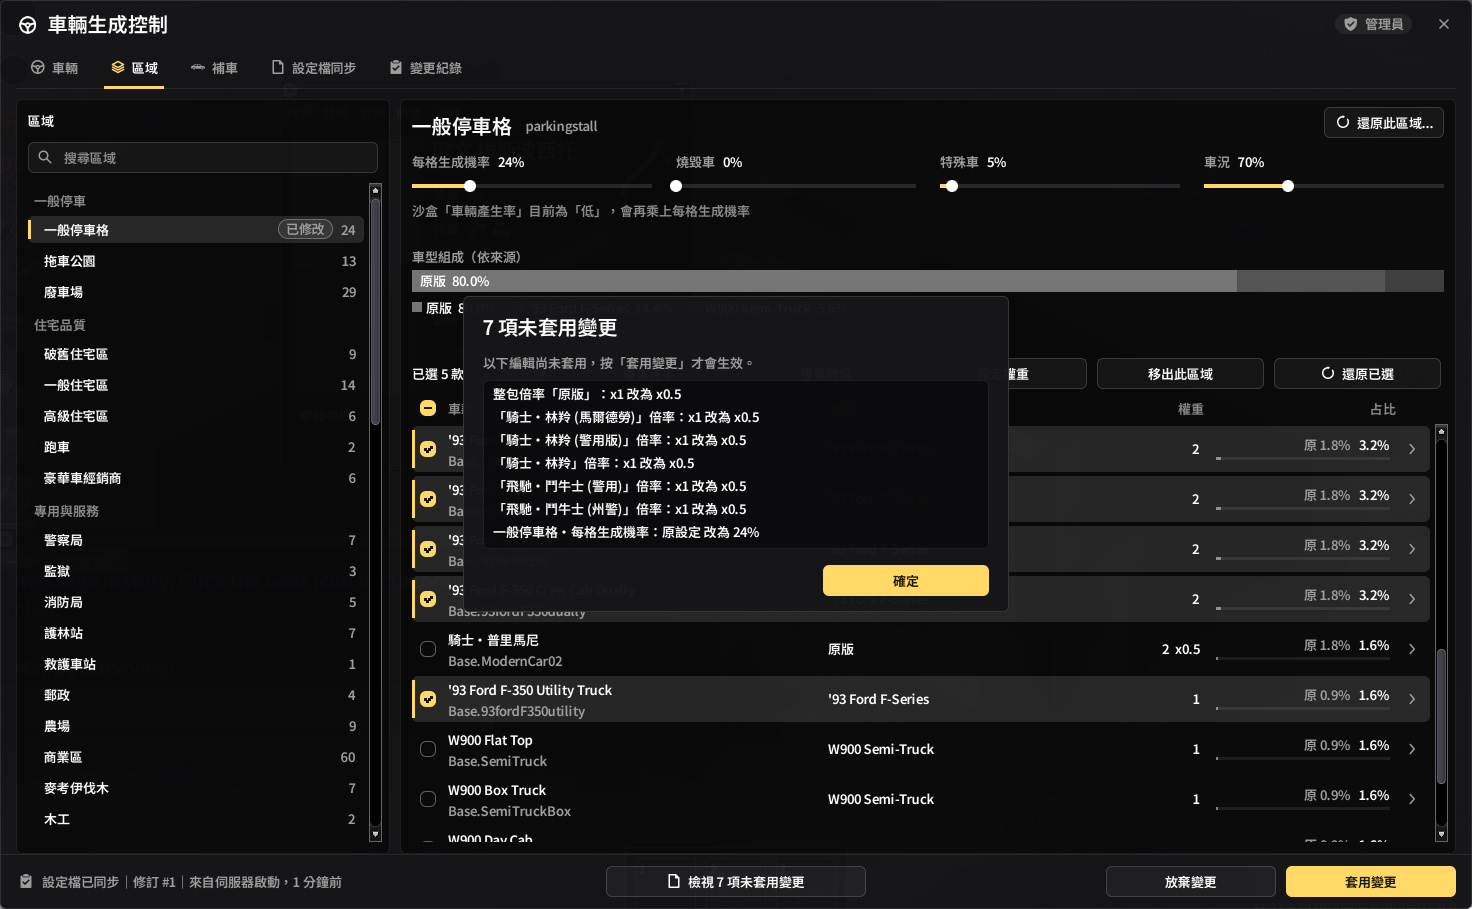 車輛生成控制
管理員
車輛
區域
補車
設定檔同步
變更紀錄
區域
搜尋區域
一般停車
一般停車格 已修改 24
拖車公園 13
廢車場 29
住宅品質
破舊住宅區 9
一般住宅區 14
高級住宅區 6
跑車 2
豪華車經銷商 6
專用與服務
警察局 7
監獄 3
消防局 5
護林站 7
救護車站 1
郵政 4
農場 9
商業區 60
麥考伊伐木 7
木工 2
一般停車格 parkingstall
還原此區域...
每格生成機率 24%
燒毀車 0%
特殊車 5%
車況 70%
沙盒「車輛產生率」目前為「低」，會再乘上每格生成機率
車型組成（依來源）
原版 80.0%
原版
已選 5 款
權重
移出此區域
還原已選
權重
占比
'93
2
原 1.8% 3.2%
'93
2
原 1.8% 3.2%
'93
2
原 1.8% 3.2%
'93
Base.93fordF350dually
2
原 1.8% 3.2%
騎士・普里馬尼
Base.ModernCar02
原版
2 x0.5
原 1.8% 1.6%
'93 Ford F-350 Utility Truck
Base.93fordF350utility
'93 Ford F-Series
1
原 0.9% 1.6%
W900 Flat Top
Base.SemiTruck
W900 Semi-Truck
1
原 0.9% 1.6%
W900 Box Truck
Base.SemiTruckBox
W900 Semi-Truck
1
原 0.9% 1.6%
W900 Day Cab
7 項未套用變更
以下編輯尚未套用，按「套用變更」才會生效。
整包倍率「原版」：x1 改為 x0.5
「騎士・林羚 (馬爾德勞)」倍率：x1 改為 x0.5
「騎士・林羚 (警用版)」倍率：x1 改為 x0.5
「騎士・林羚」倍率：x1 改為 x0.5
「飛馳・鬥牛士 (警用)」倍率：x1 改為 x0.5
「飛馳・鬥牛士 (州警)」倍率：x1 改為 x0.5
一般停車格・每格生成機率：原設定 改為 24%
確定
設定檔已同步｜修訂 #1｜來自伺服器啟動，1 分鐘前
檢視 7 項未套用變更
放棄變更
套用變更